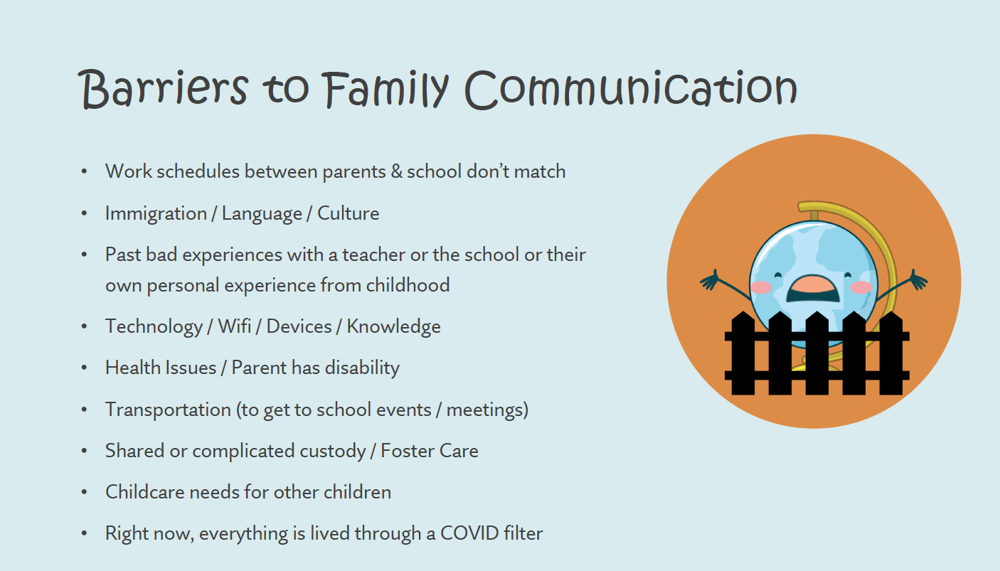 Barriers to Family Communication
• Work schedules between parents & school don’t match
• Immigration / Language / Culture
• Past bad experiences with a teacher or the school or their
own personal experience from childhood
• Technology / Wifi / Devices / Knowledge
• Health Issues / Parent has disability
• Transportation (to get to school events / meetings)
• Shared or complicated custody / Foster Care
• Childcare needs for other children
• Right now, everything is lived through a COVID filter